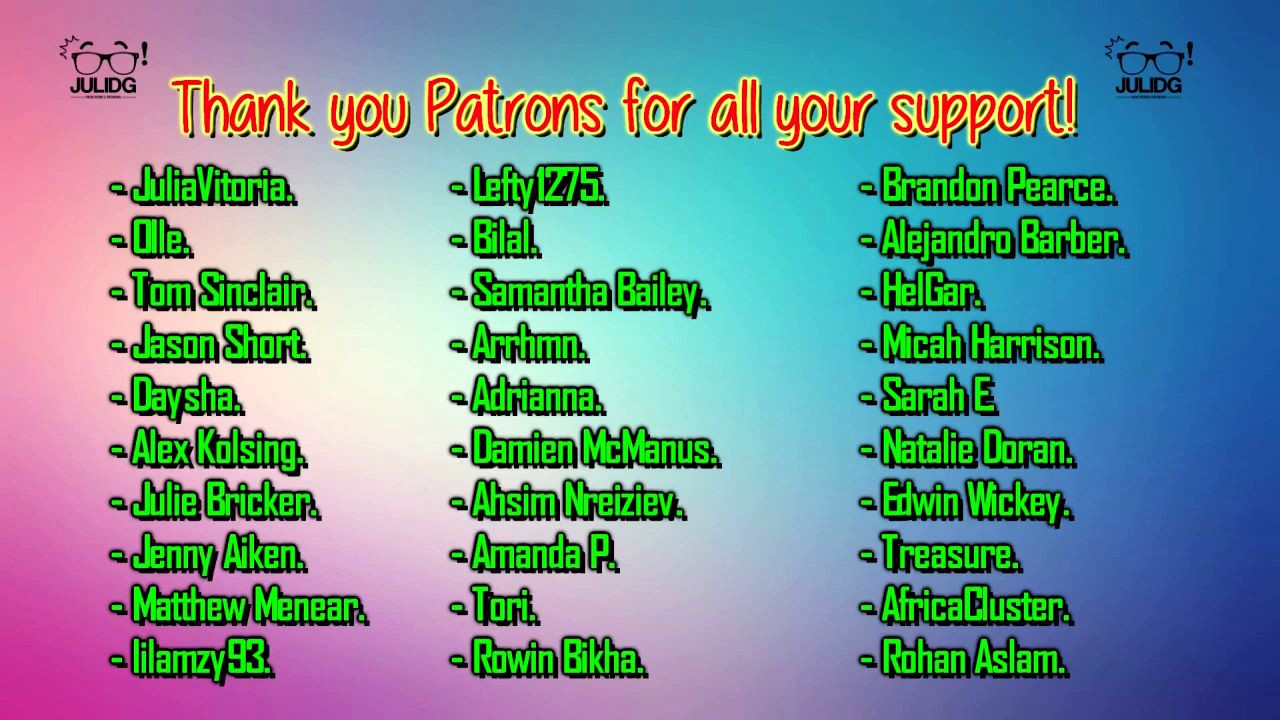 JULIDG
JULIDG
Thank you Patrons for all your support!
- JuliaVitoria.
- Olle.
- Tom Sinclair.
- Jason Short.
- Daysha.
- Alex Kolsing.
- Julie Bricker.
- Jenny Aiken.
- Matthew Menear.
- lilamzy93.
- Lefty1275.
- Bilal.
- Samantha Bailey.
- Arrhmn.
- Adrianna.
- Damien McManus.
- Ahsim Nreiziev.
- Amanda P.
- Tori.
- Rowin Bikha.
- Brandon Pearce.
- Alejandro Barber.
- HelGar.
- Micah Harrison.
- Sarah E.
- Natalie Doran.
- Edwin Wickey.
- Treasure.
- AfricaCluster.
- Rohan Aslam.